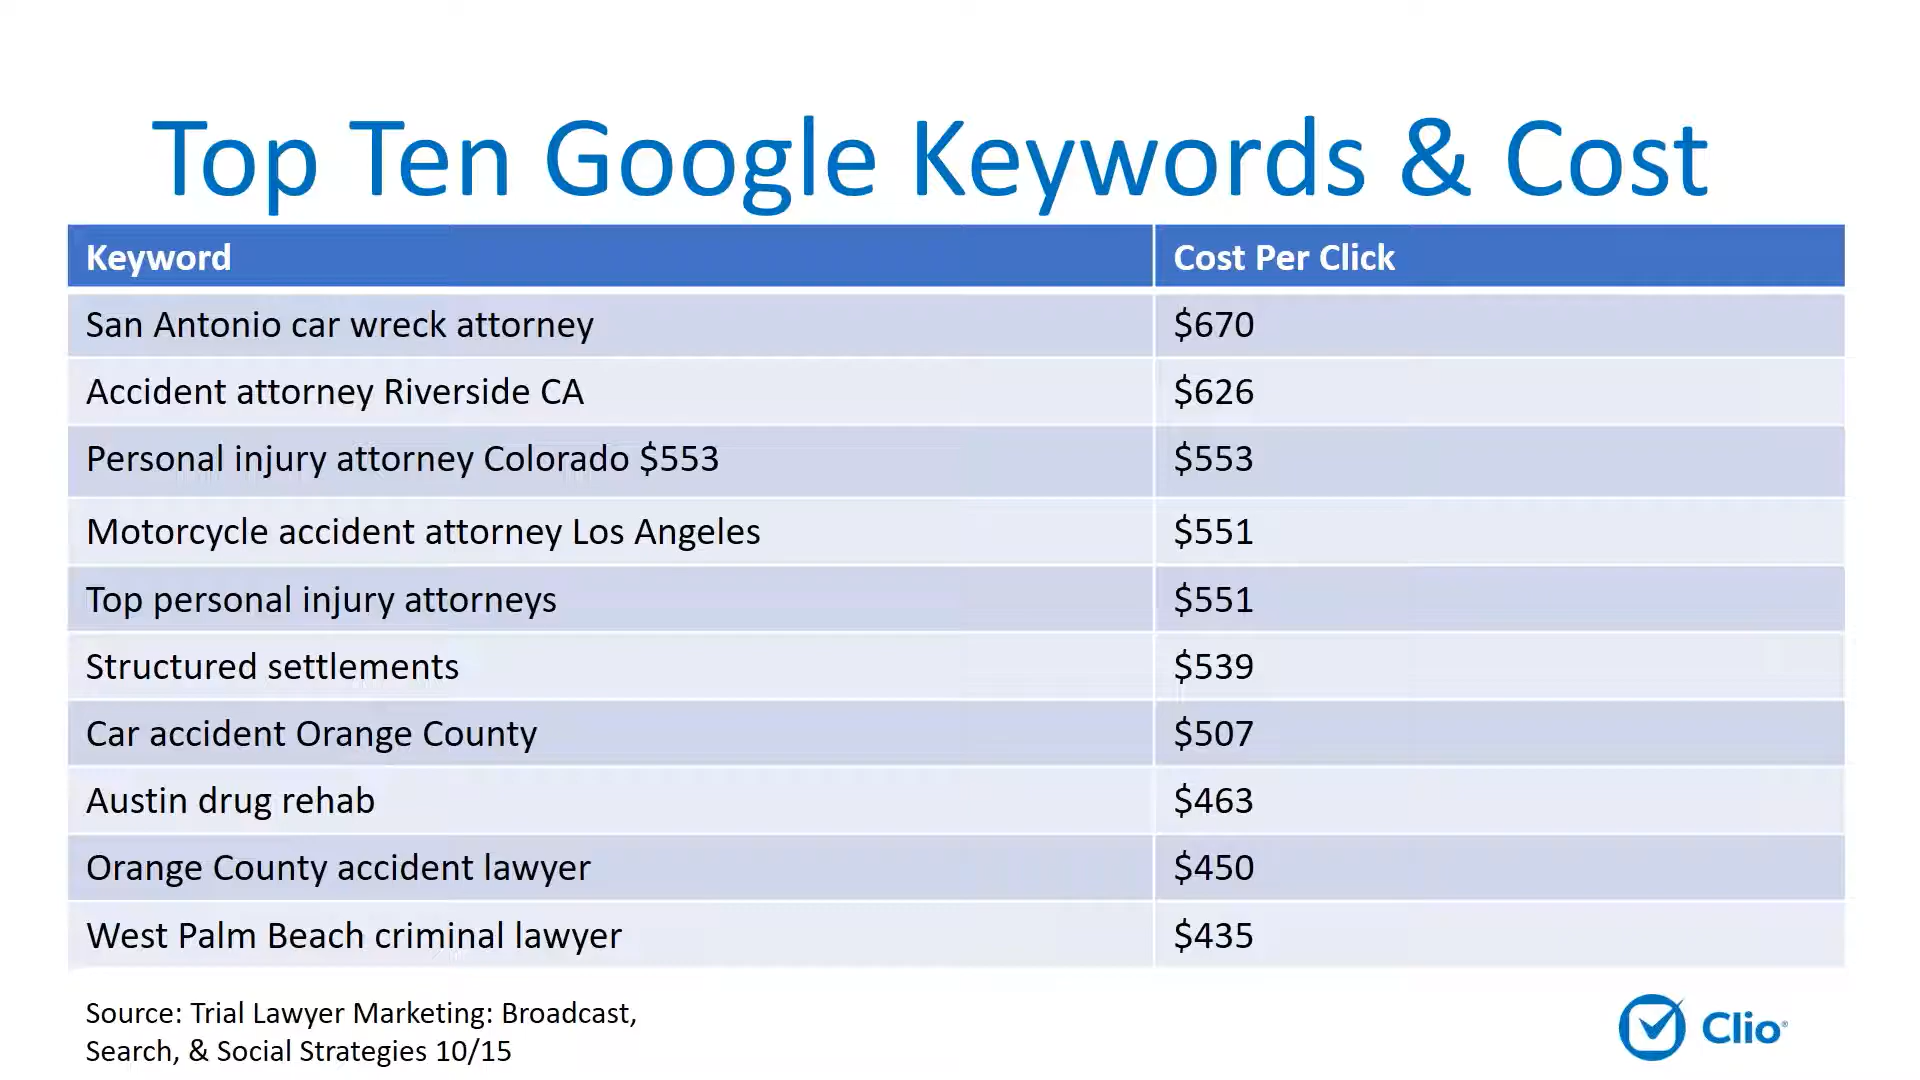 Top Ten Google Keywords & Cost
Keyword Cost Per Click
San Antonio car wreck attorney $670
Accident attorney Riverside CA $626
Personal injury attorney Colorado $553 $553
Motorcycle accident attorney Los Angeles $551
Top personal injury attorneys $551
Structured settlements $539
Car accident Orange County $507
Austin drug rehab $463
Orange County accident lawyer $450
West Palm Beach criminal lawyer $435
Source: Trial Lawyer Marketing: Broadcast,
Search, & Social Strategies 10/15
Clio®